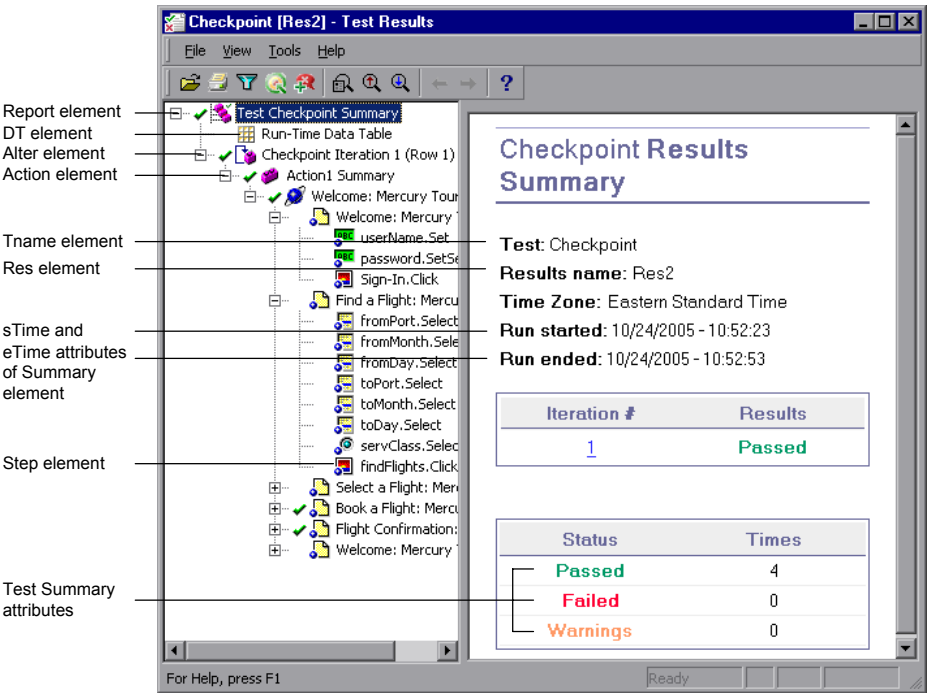 Checkpoint [Res2] - Test Results
File View Tools Help
?
Report element
DT element
Alter element
Action element
Tname element
Res element
sTime and
eTime attributes
of Summary
element
Step element
Test Summary
attributes
Test Checkpoint Summary
Run-Time Data Table
Checkpoint Iteration 1 (Row 1)
Action1 Summary
Welcome: Mercury Tour
Welcome: Mercury
userName.Set
password.SetSe
Sign-In.Click
Find a Flight: Mercu
fromPort.Select
fromMonth.Sele
fromDay.Select
toPort.Select
toMonth.Select
toDay.Select
servClass.Selec
findFlights.Click
Select a Flight: Mer
Book a Flight: Mercu
Flight Confirmation:
Welcome: Mercury
Checkpoint Results
Summary
Test: Checkpoint
Results name: Res2
Time Zone: Eastern Standard Time
Run started: 10/24/2005 - 10:52:23
Run ended: 10/24/2005 - 10:52:53
Iteration # Results
1 Passed
Status Times
Passed 4
Failed 0
Warnings 0
For Help, press F1
Ready